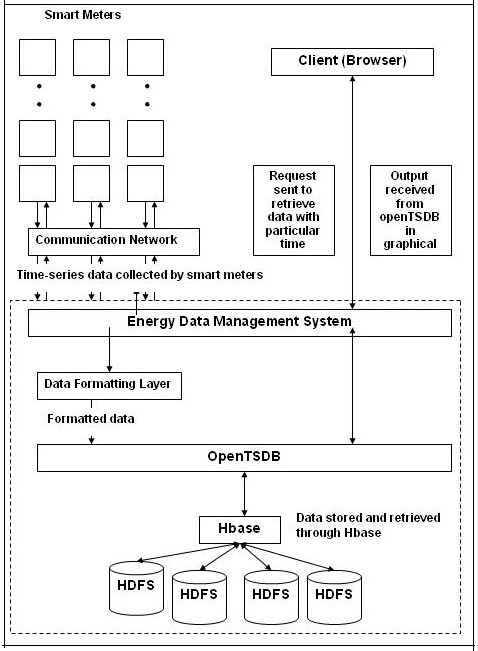 Smart Meters
Client (Browser)
Request
sent to
retrieve
data with
particular
time
Output
received
from
openTSDB
in
graphical
Communication Network
Time-series data collected by smart meters
Energy Data Management System
Data Formatting Layer
Formatted data
OpenTSDB
Hbase
Data stored and retrieved
through Hbase
HDFS
HDFS
HDFS
HDFS